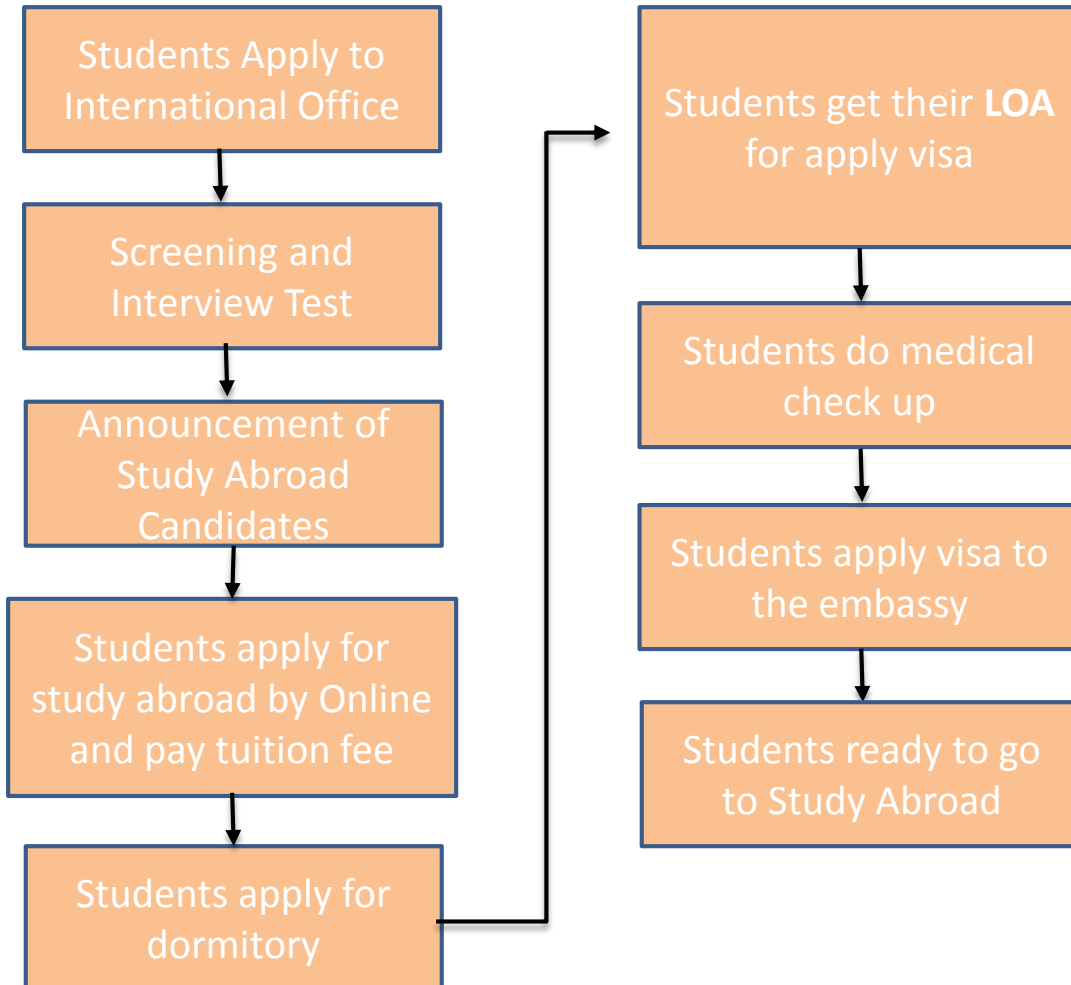 Students Apply to
International Office
Screening and
Interview Test
Announcement of
Study Abroad
Candidates
Students apply for
study abroad by Online
and pay tuition fee
Students apply for
dormitory
Students get their LOA
for apply visa
Students do medical
check up
Students apply visa to
the embassy
Students ready to go
to Study Abroad